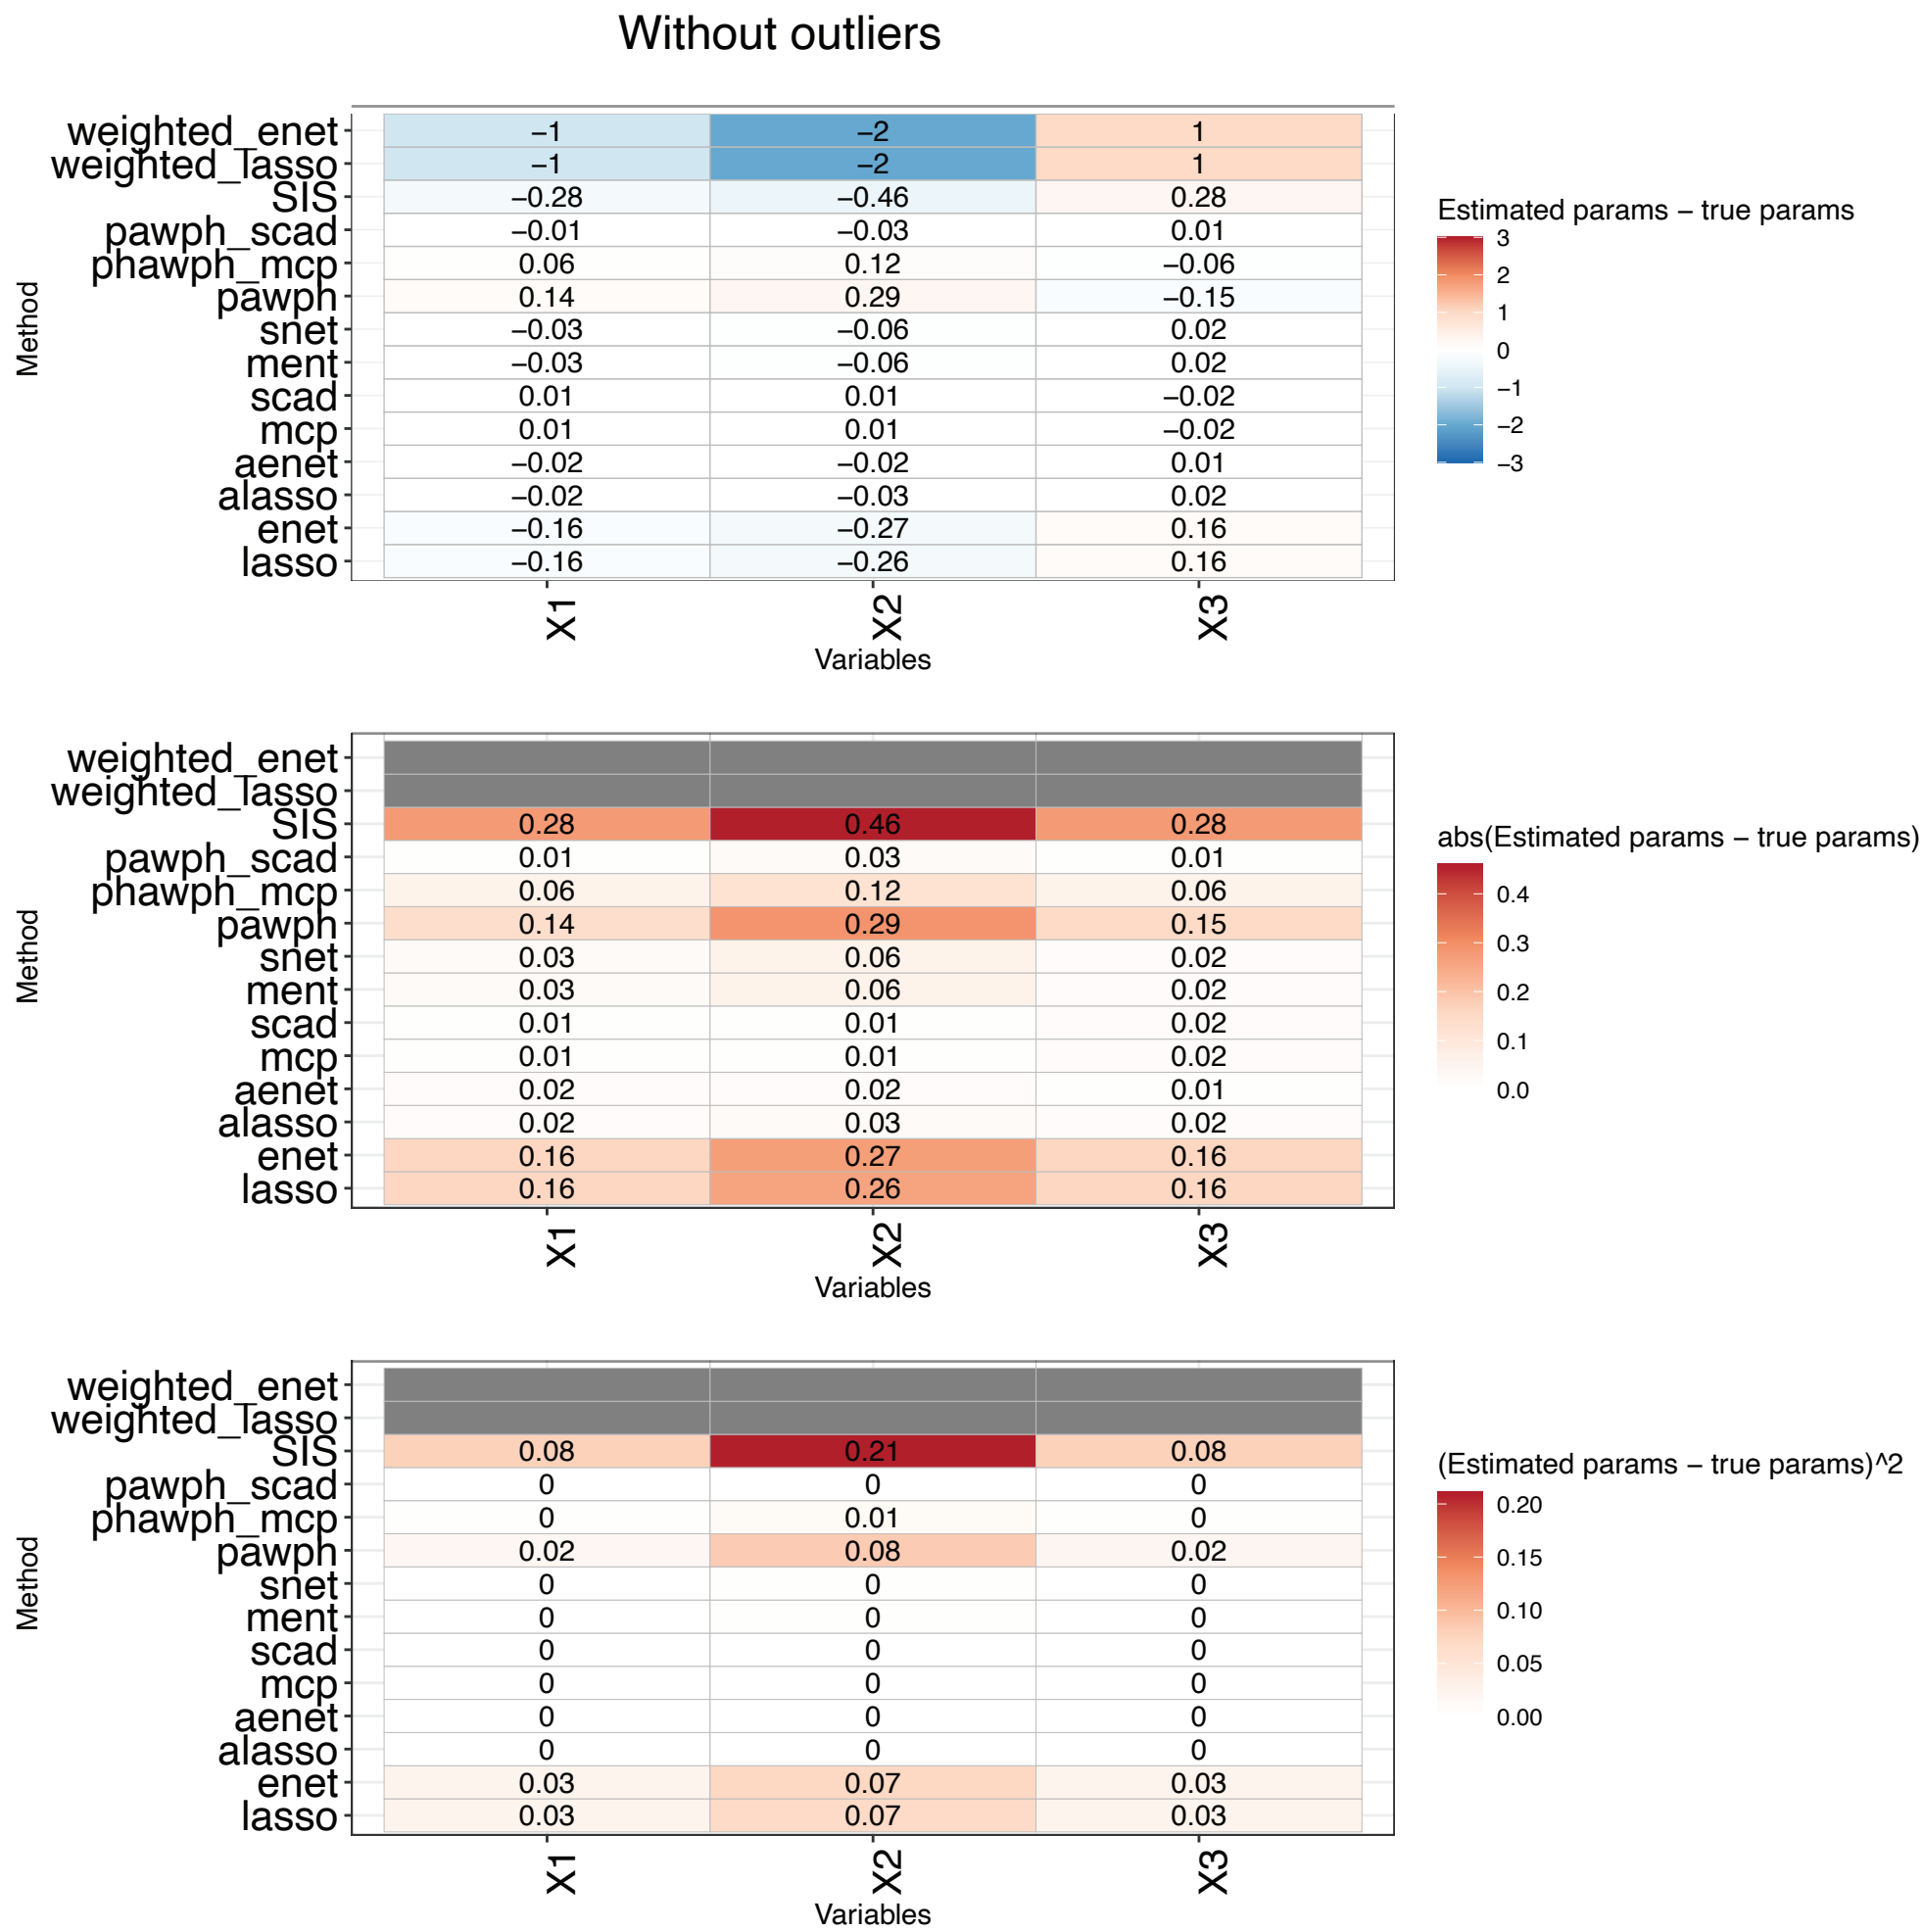 Without outliers
Method
weighted_enet −1 −2 1
weighted_lasso −1 −2 1
SIS −0.28 −0.46 0.28
pawph_scad −0.01 −0.03 0.01
phawph_mcp 0.06 0.12 −0.06
pawph 0.14 0.29 −0.15
snet −0.03 −0.06 0.02
ment −0.03 −0.06 0.02
scad 0.01 0.01 −0.02
mcp 0.01 0.01 −0.02
aenet −0.02 −0.02 0.01
alasso −0.02 −0.03 0.02
enet −0.16 −0.27 0.16
lasso −0.16 −0.26 0.16
X1 X2 X3
Variables
Estimated params − true params
3
2
1
0
−1
−2
−3
Method
weighted_enet
weighted_lasso
SIS 0.28 0.46 0.28
pawph_scad 0.01 0.03 0.01
phawph_mcp 0.06 0.12 0.06
pawph 0.14 0.29 0.15
snet 0.03 0.06 0.02
ment 0.03 0.06 0.02
scad 0.01 0.01 0.02
mcp 0.01 0.01 0.02
aenet 0.02 0.02 0.01
alasso 0.02 0.03 0.02
enet 0.16 0.27 0.16
lasso 0.16 0.26 0.16
X1 X2 X3
Variables
abs(Estimated params − true params)
0.4
0.3
0.2
0.1
0.0
Method
weighted_enet
weighted_lasso
SIS 0.08 0.21 0.08
pawph_scad 0 0 0
phawph_mcp 0 0.01 0
pawph 0.02 0.08 0.02
snet 0 0 0
ment 0 0 0
scad 0 0 0
mcp 0 0 0
aenet 0 0 0
alasso 0 0 0
enet 0.03 0.07 0.03
lasso 0.03 0.07 0.03
X1 X2 X3
Variables
(Estimated params − true params)^2
0.20
0.15
0.10
0.05
0.00